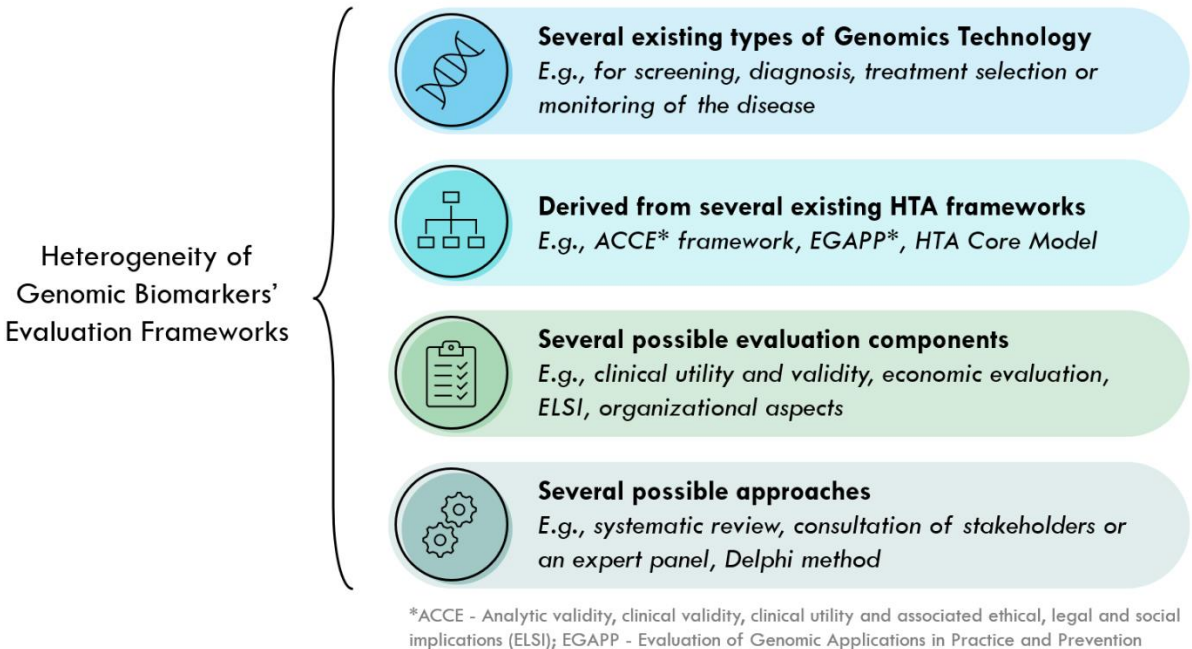 Heterogeneity of
Genomic Biomarkers’
Evaluation Frameworks
Several existing types of Genomics Technology
E.g., for screening, diagnosis, treatment selection or
monitoring of the disease
Derived from several existing HTA frameworks
E.g., ACCE* framework, EGAPP*, HTA Core Model
Several possible evaluation components
E.g., clinical utility and validity, economic evaluation,
ELSI, organizational aspects
Several possible approaches
E.g., systematic review, consultation of stakeholders or
an expert panel, Delphi method
*ACCE - Analytic validity, clinical validity, clinical utility and associated ethical, legal and social
implications (ELSI); EGAPP - Evaluation of Genomic Applications in Practice and Prevention